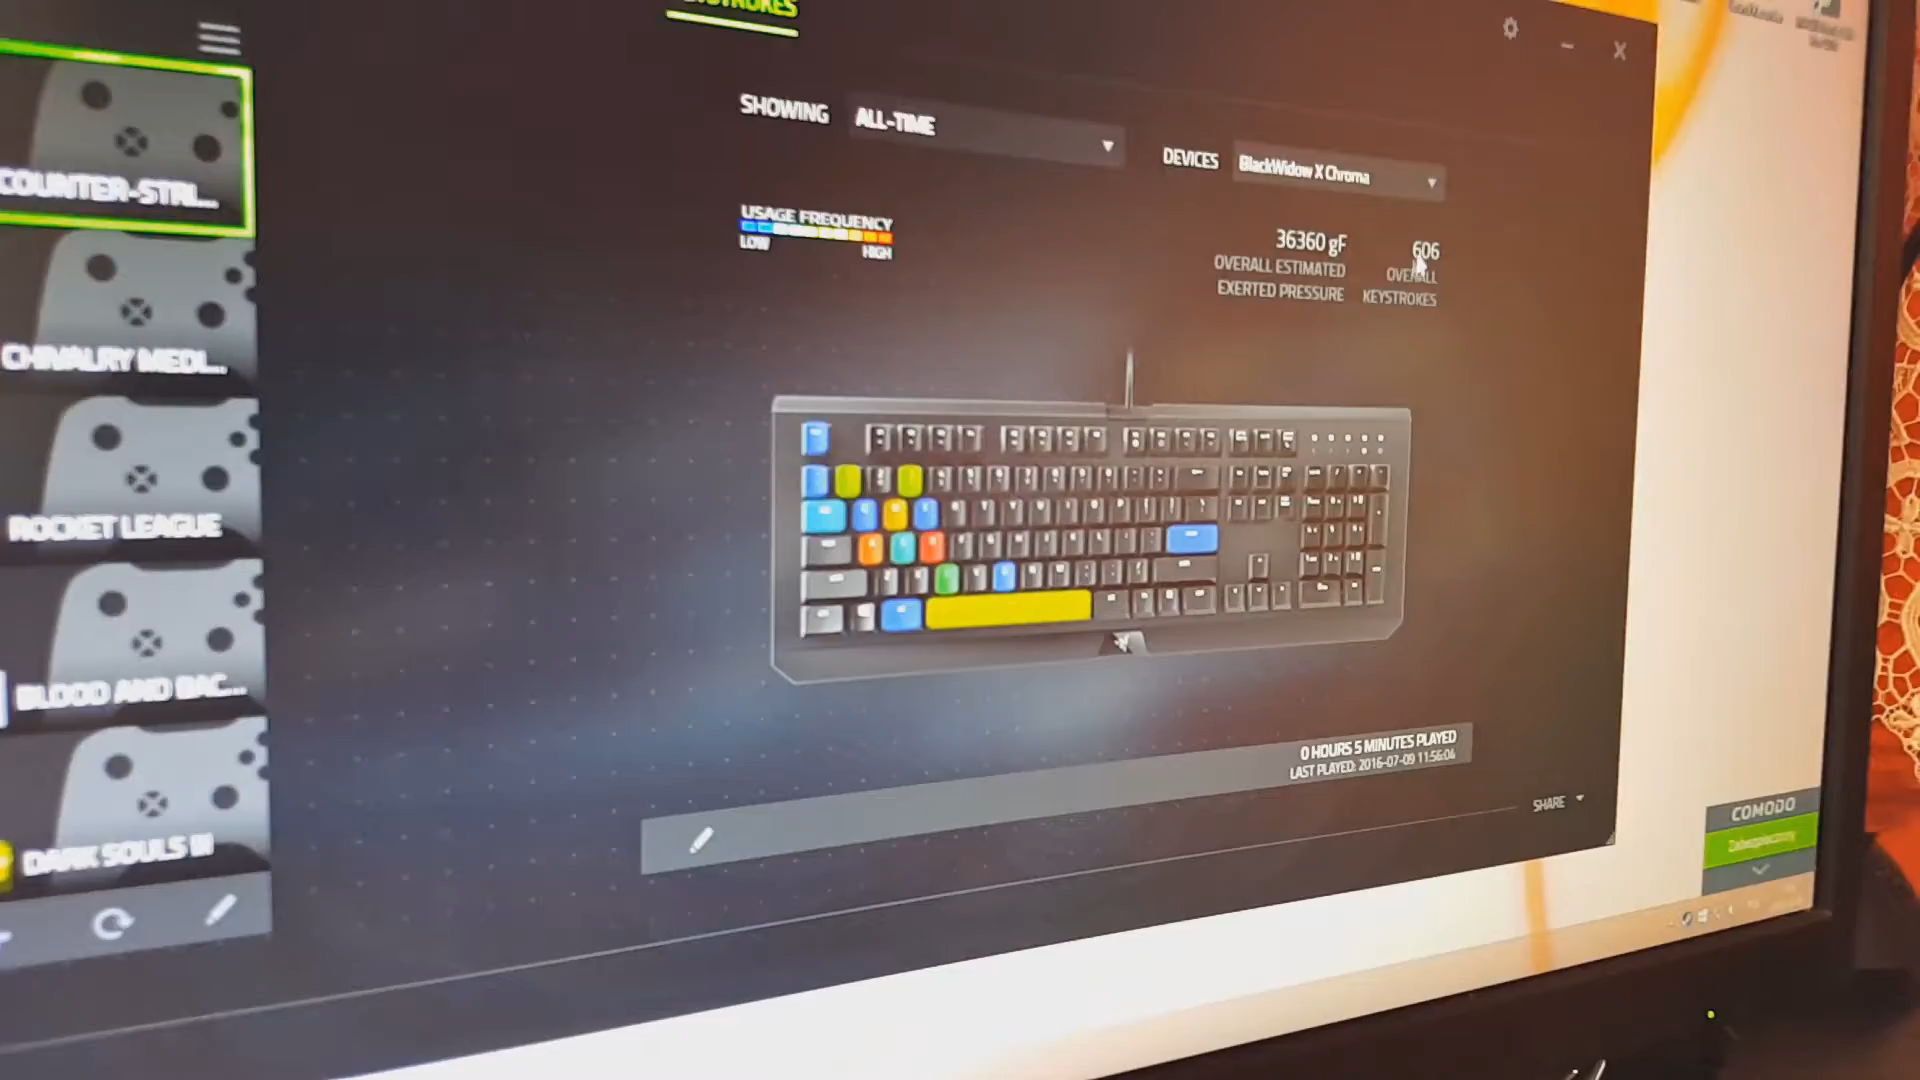 SHOWING
ALL-TIME
DEVICES
BlackWidow X Chroma
USAGE FREQUENCY
LOW
HIGH
36360 gF
OVERALL ESTIMATED
EXERTED PRESSURE
606
OVERALL
KEYSTROKES
COUNTER-STRI...
CHIVALRY MEDI...
ROCKET LEAGUE
BLOOD AND BAC...
DARK SOULS III
0 HOURS 5 MINUTES PLAYED
LAST PLAYED: 2016-07-09 11:56:04
SHARE
COMODO
Zabezpieczony